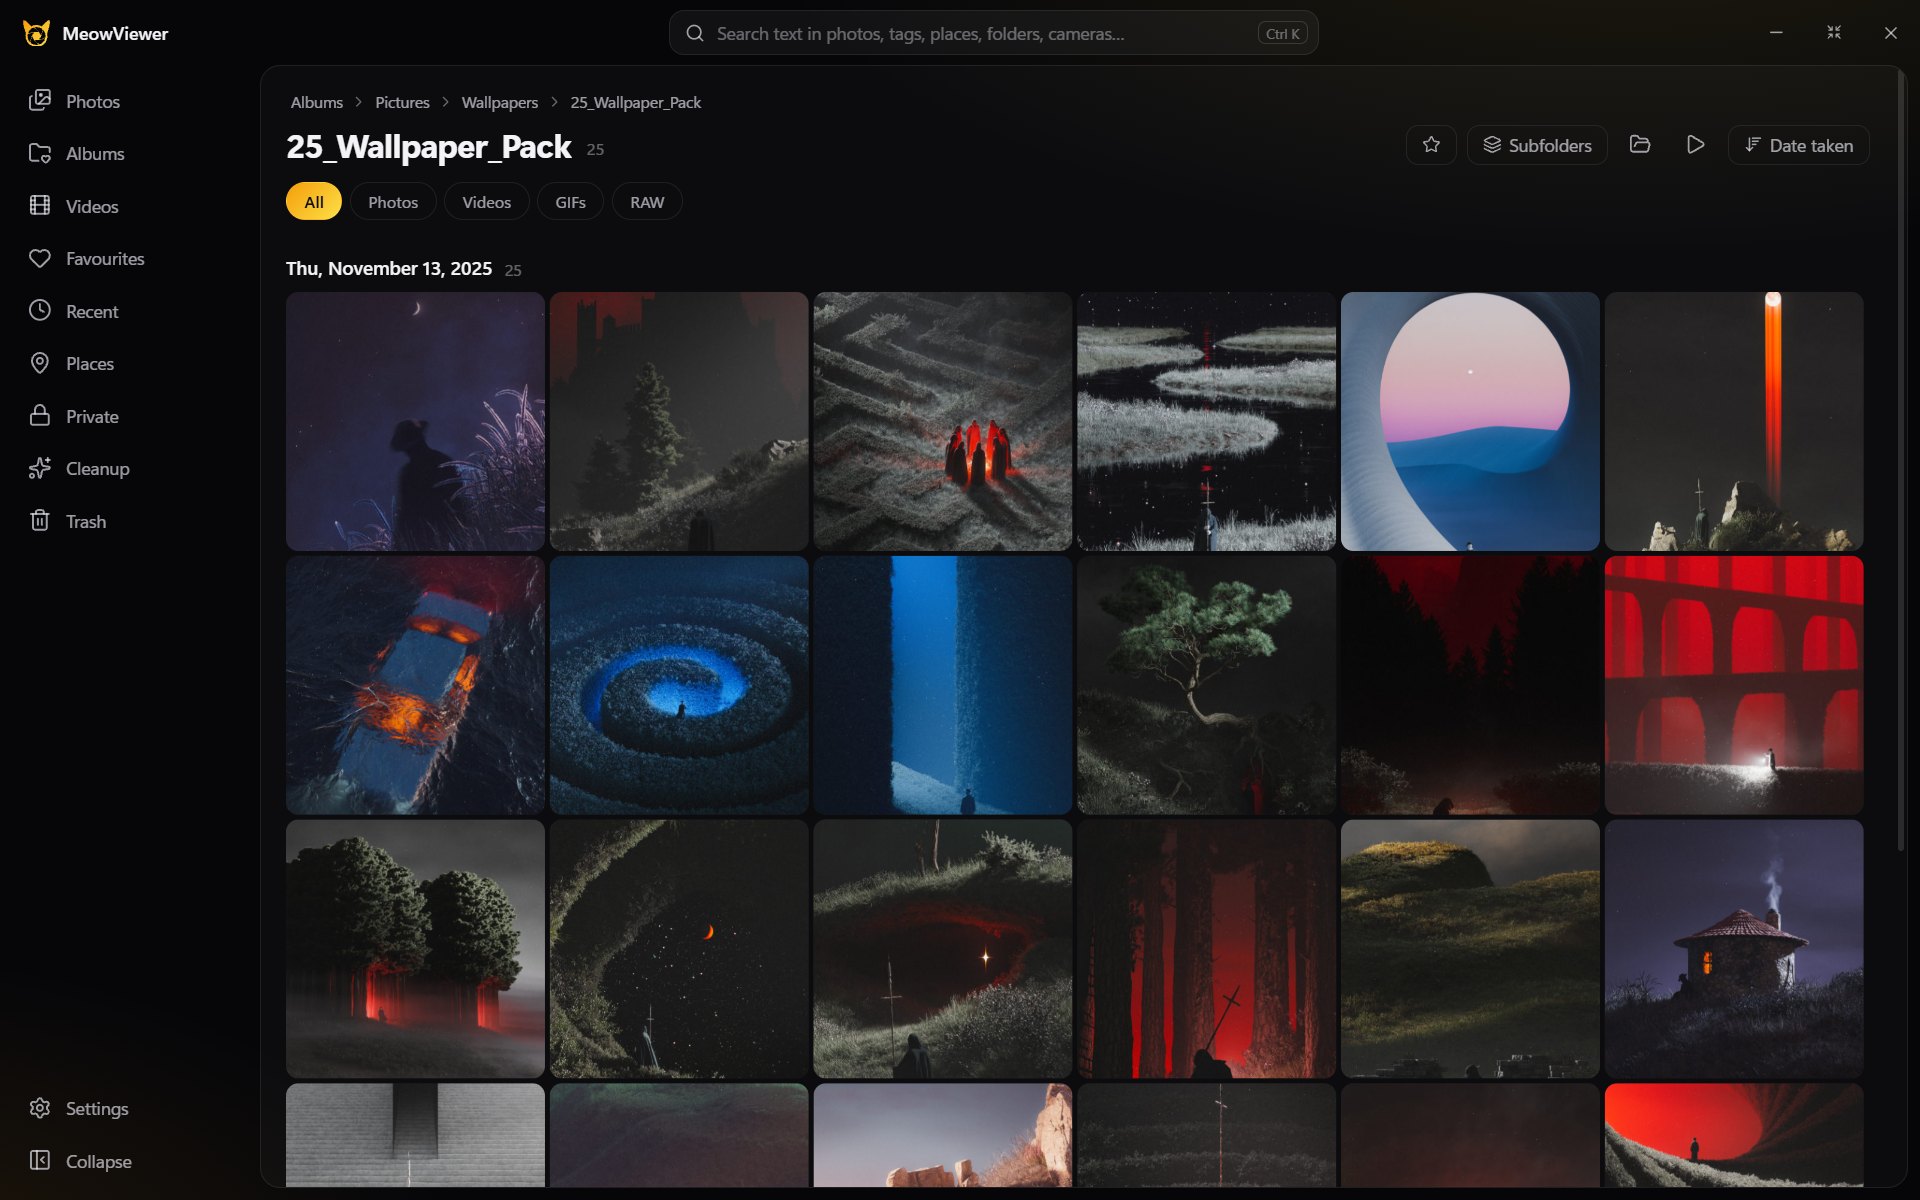 MeowViewer
Search text in photos, tags, places, folders, cameras...
Ctrl K
Photos
Albums
Videos
Favourites
Recent
Places
Private
Cleanup
Trash
Settings
Collapse
Albums > Pictures > Wallpapers > 25_Wallpaper_Pack
25_Wallpaper_Pack 25
Subfolders
Date taken
All
Photos
Videos
GIFs
RAW
Thu, November 13, 2025 25